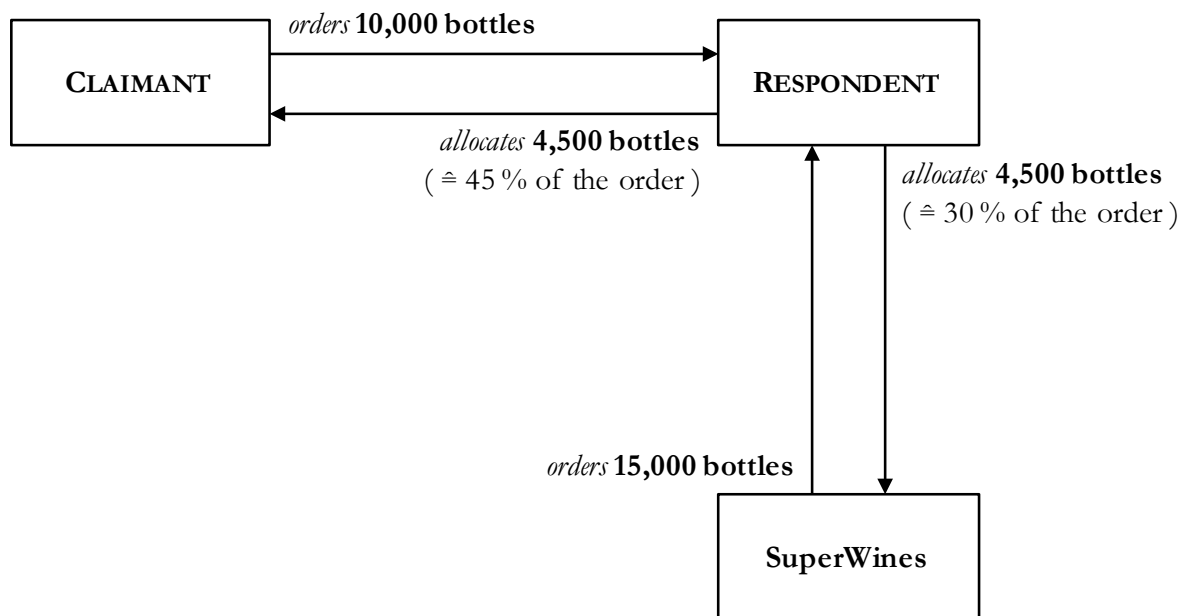 orders 10,000 bottles
CLAIMANT
RESPONDENT
allocates 4,500 bottles
( ≙ 45 % of the order )
allocates 4,500 bottles
( ≙ 30 % of the order )
orders 15,000 bottles
SuperWines